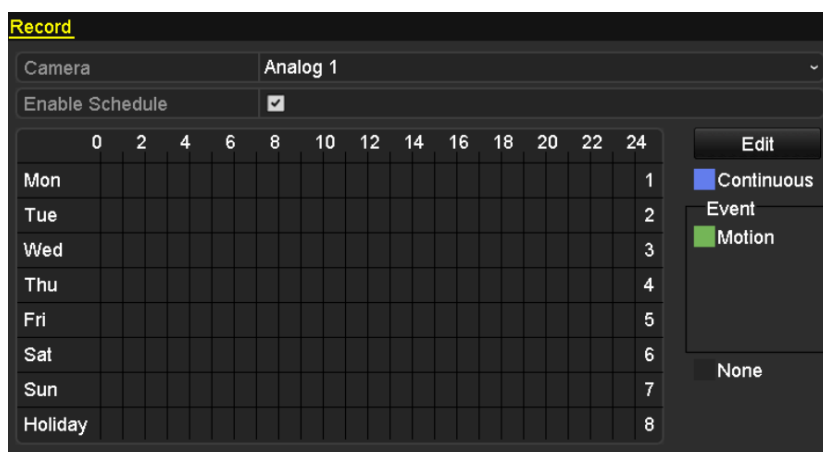 Record
Camera Analog 1
Enable Schedule
0 2 4 6 8 10 12 14 16 18 20 22 24
Mon 1
Tue 2
Wed 3
Thu 4
Fri 5
Sat 6
Sun 7
Holiday 8
Edit
Continuous
Event
Motion
None